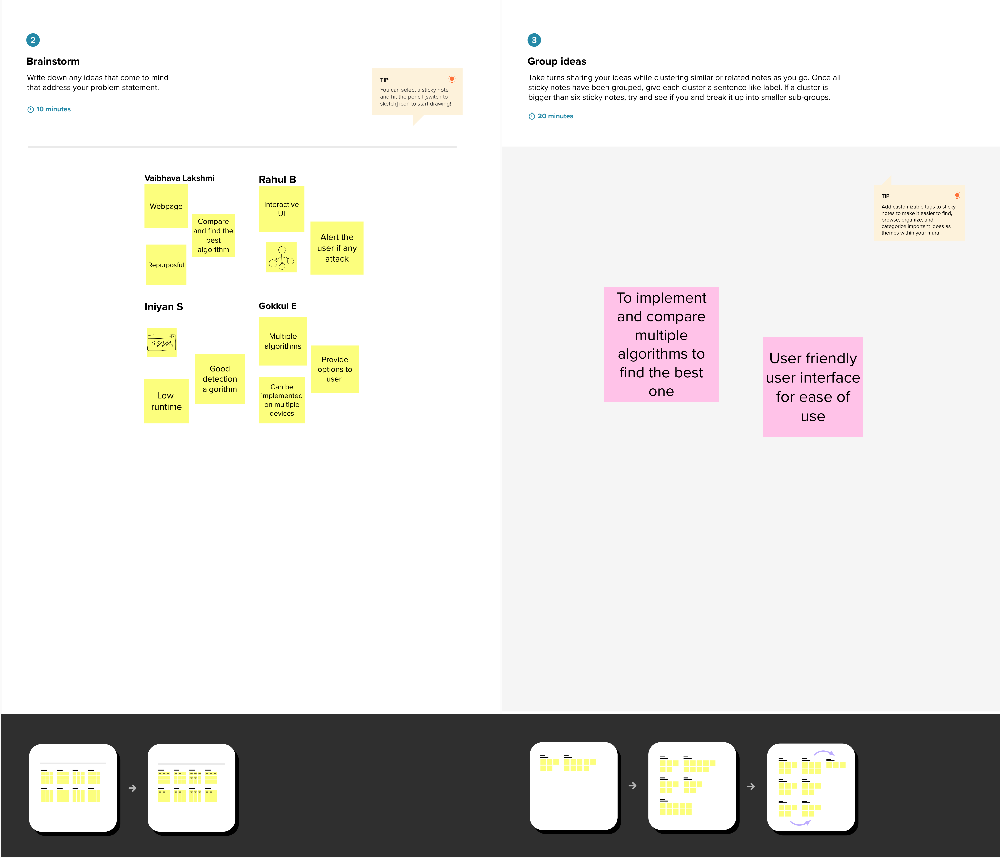 2
Brainstorm
Write down any ideas that come to mind
that address your problem statement.
10 minutes
TIP
You can select a sticky note
and hit the pencil [switch to
sketch] icon to start drawing!
Vaibhava Lakshmi
Webpage
Compare
and find the
best
algorithm
Repurposful
Rahul B
Interactive
UI
Alert the
user if any
attack
Iniyan S
Good
detection
algorithm
Low
runtime
Gokkul E
Multiple
algorithms
Provide
options to
user
Can be
implemented
on multiple
devices
3
Group ideas
Take turns sharing your ideas while clustering similar or related notes as you go. Once all
sticky notes have been grouped, give each cluster a sentence-like label. If a cluster is
bigger than six sticky notes, try and see if you and break it up into smaller sub-groups.
20 minutes
TIP
Add customizable tags to sticky
notes to make it easier to find,
browse, organize, and
categorize important ideas as
themes within your mural.
To implement
and compare
multiple
algorithms to
find the best
one
User friendly
user interface
for ease of
use